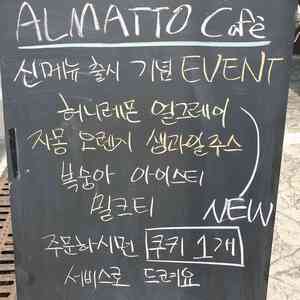 ALMATTO Cafè
신메뉴 출시 기념 EVENT
허니레몬 얼그레이
자몽 오렌지 생과일주스
복숭아 아이스티
밀크티
NEW
주문하시면 쿠키 1개
서비스로 드려요